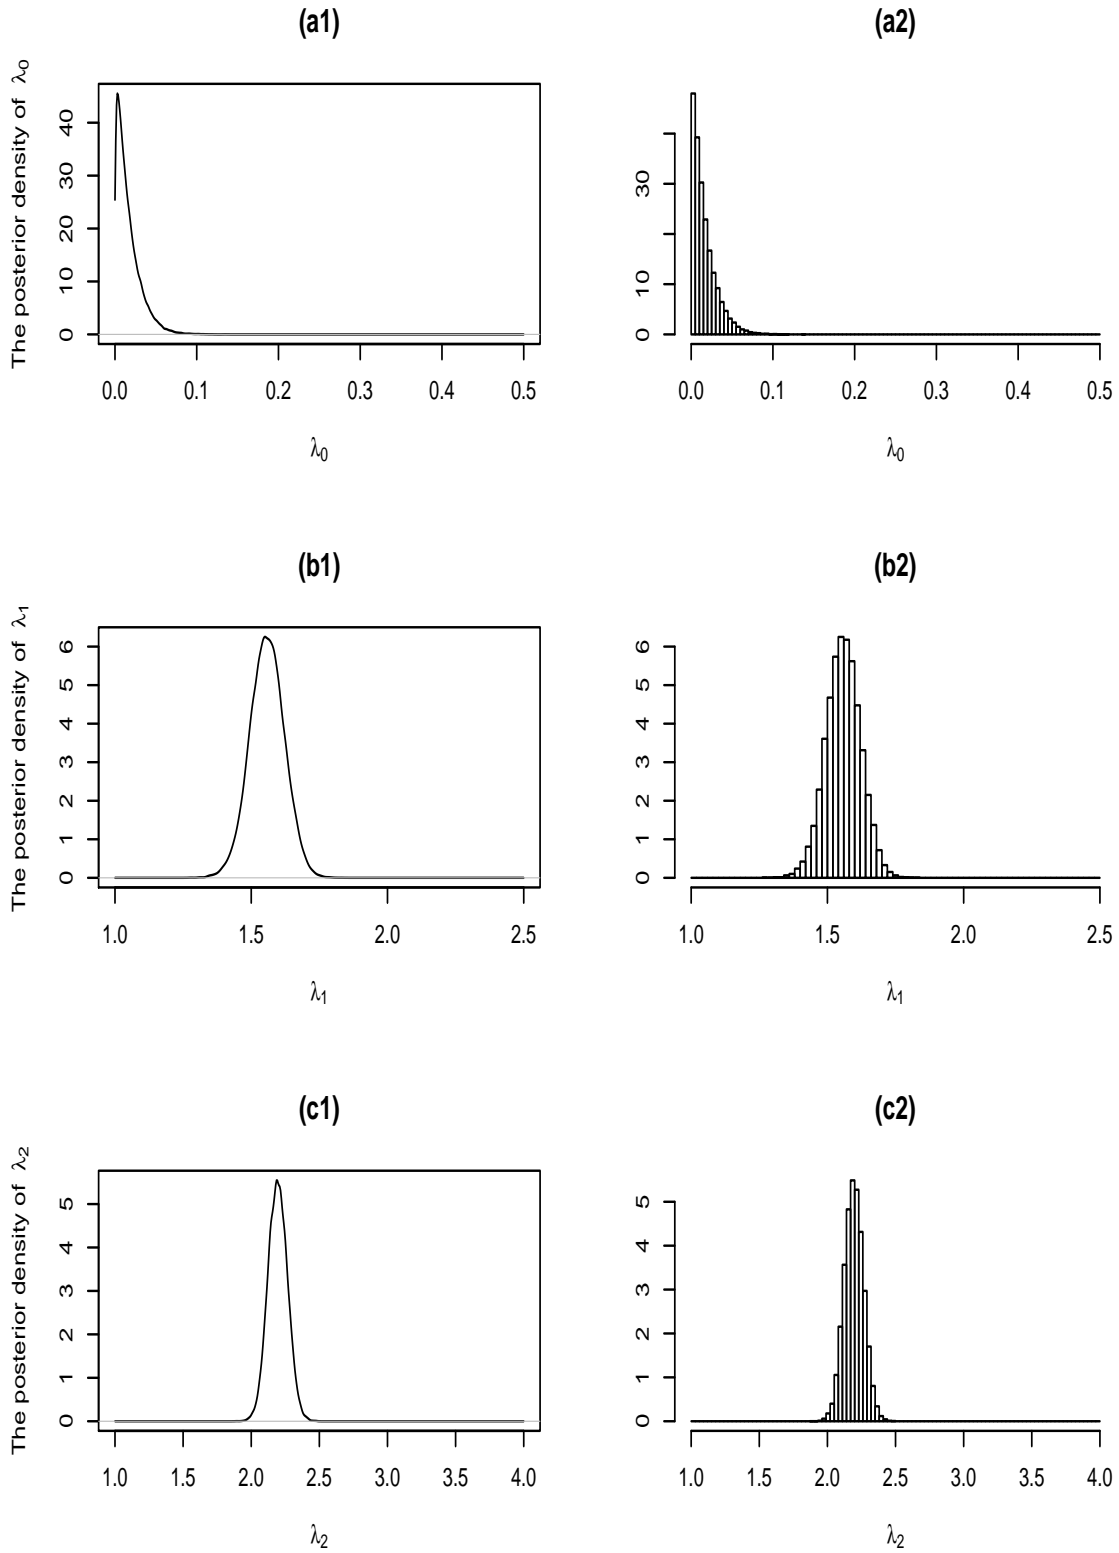 (a1)
The posterior density of λ0
0 10 20 30 40
0.0 0.1 0.2 0.3 0.4 0.5
λ0
(a2)
0 10 30
0.0 0.1 0.2 0.3 0.4 0.5
λ0
(b1)
The posterior density of λ1
0 1 2 3 4 5 6
1.0 1.5 2.0 2.5
λ1
(b2)
0 1 2 3 4 5 6
1.0 1.5 2.0 2.5
λ1
(c1)
The posterior density of λ2
0 1 2 3 4 5
1.0 1.5 2.0 2.5 3.0 3.5 4.0
λ2
(c2)
0 1 2 3 4 5
1.0 1.5 2.0 2.5 3.0 3.5 4.0
λ2